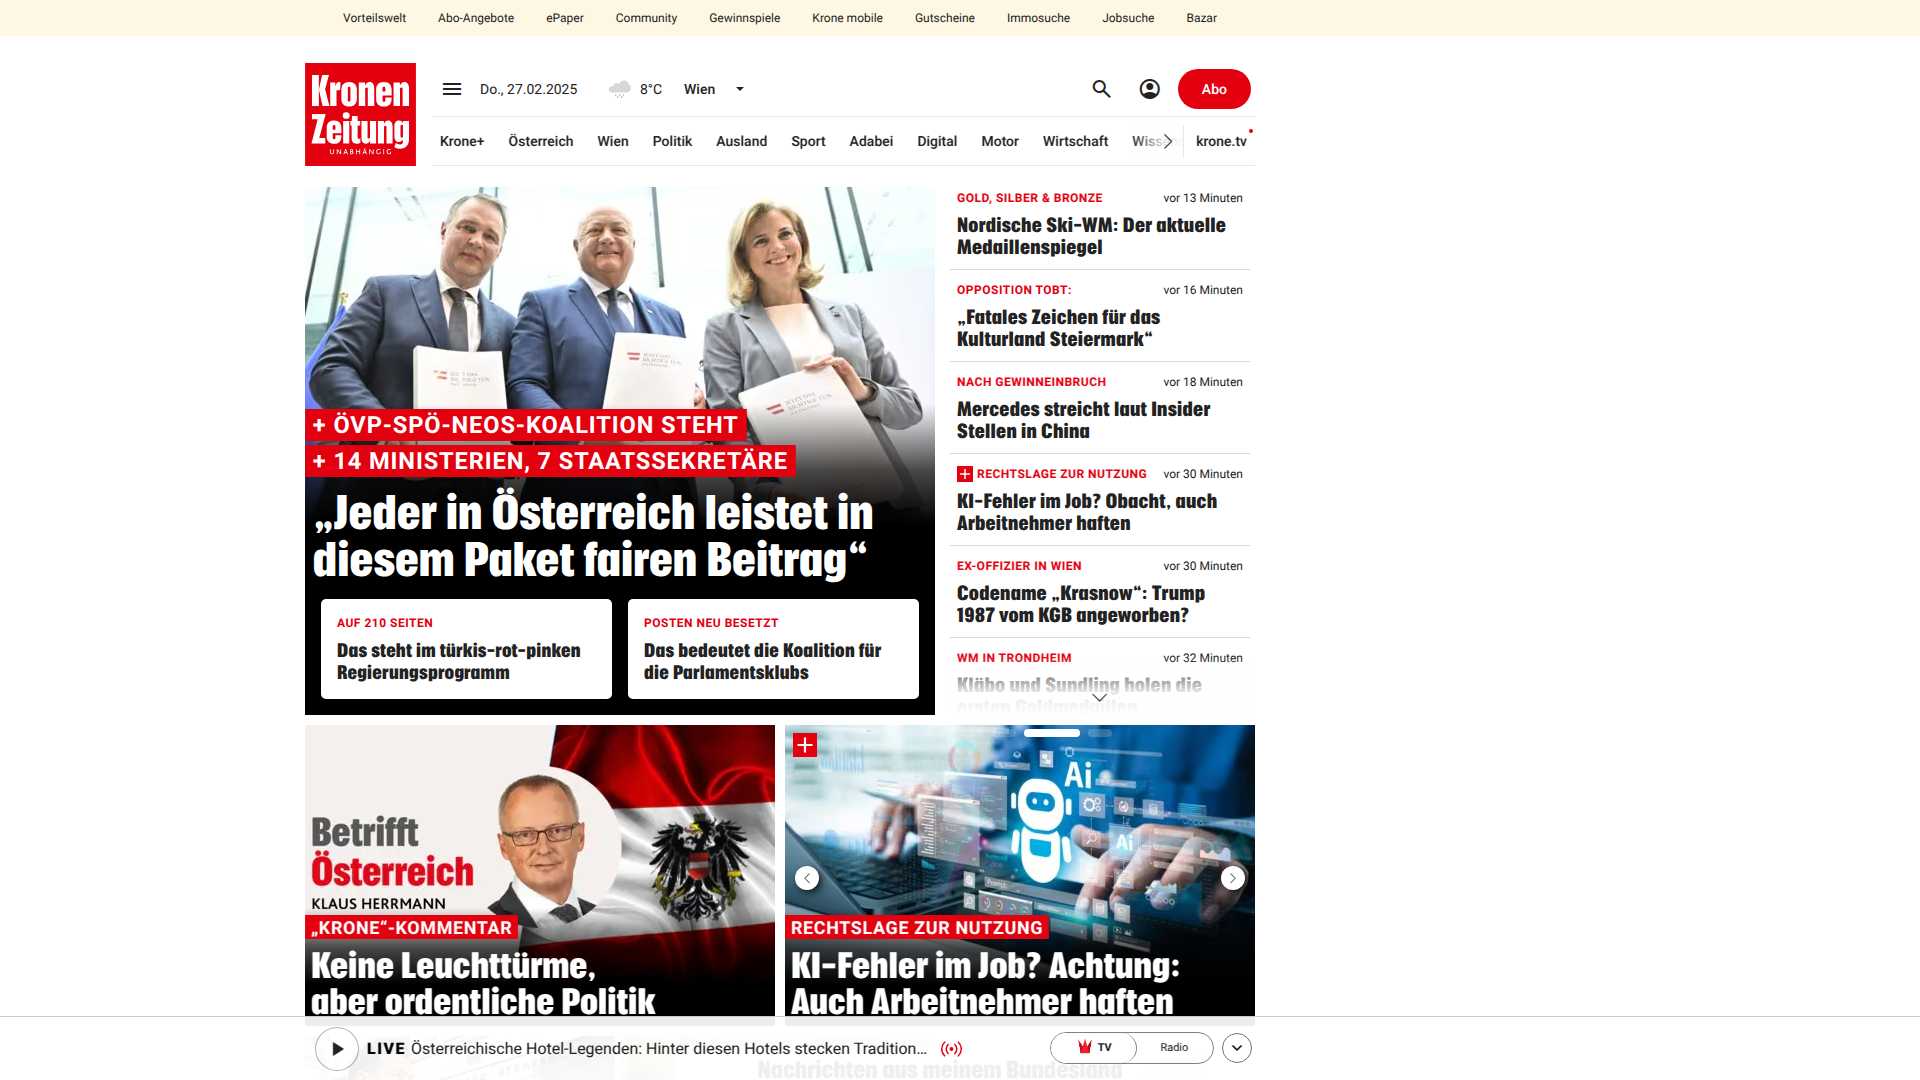 Vorteilswelt Abo-Angebote ePaper Community Gewinnspiele Krone mobile Gutscheine Immosuche Jobsuche Bazar
Kronen
Zeitung
UNABHÄNGIG
Do., 27.02.2025 8°C Wien
Abo
Krone+ Österreich Wien Politik Ausland Sport Adabei Digital Motor Wirtschaft krone.tv
+ ÖVP-SPÖ-NEOS-KOALITION STEHT
+ 14 MINISTERIEN, 7 STAATSSEKRETÄRE
„Jeder in Österreich leistet in
diesem Paket fairen Beitrag“
AUF 210 SEITEN
Das steht im türkis-rot-pinken
Regierungsprogramm
POSTEN NEU BESETZT
Das bedeutet die Koalition für
die Parlamentsklubs
GOLD, SILBER & BRONZE vor 13 Minuten
Nordische Ski-WM: Der aktuelle
Medaillenspiegel
OPPOSITION TOBT: vor 16 Minuten
„Fatales Zeichen für das
Kulturland Steiermark“
NACH GEWINNEINBRUCH vor 18 Minuten
Mercedes streicht laut Insider
Stellen in China
RECHTSLAGE ZUR NUTZUNG vor 30 Minuten
KI-Fehler im Job? Obacht, auch
Arbeitnehmer haften
EX-OFFIZIER IN WIEN vor 30 Minuten
Codename „Krasnow“: Trump
1987 vom KGB angeworben?
WM IN TRONDHEIM vor 32 Minuten
Kläbo und Sundling holen die
ersten Goldmedaillen
Betrifft
Österreich
KLAUS HERRMANN
„KRONE“-KOMMENTAR
Keine Leuchttürme,
aber ordentliche Politik
Ai
Ai
RECHTSLAGE ZUR NUTZUNG
KI-Fehler im Job? Achtung:
Auch Arbeitnehmer haften
LIVE Österreichische Hotel-Legenden: Hinter diesen Hotels stecken Tradition...
TV Radio
Nachrichten aus meinem Bundesland